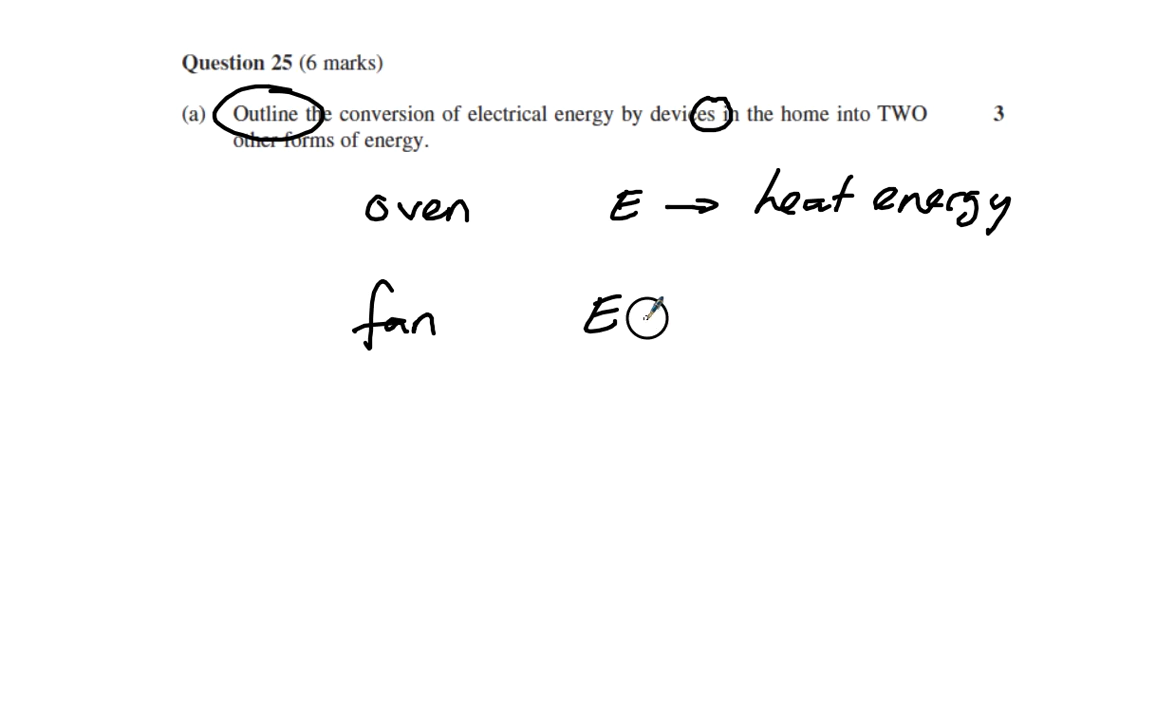 Question 25 (6 marks)
(a) Outline the conversion of electrical energy by devices in the home into TWO 3
other forms of energy.
oven E → heat energy
fan E